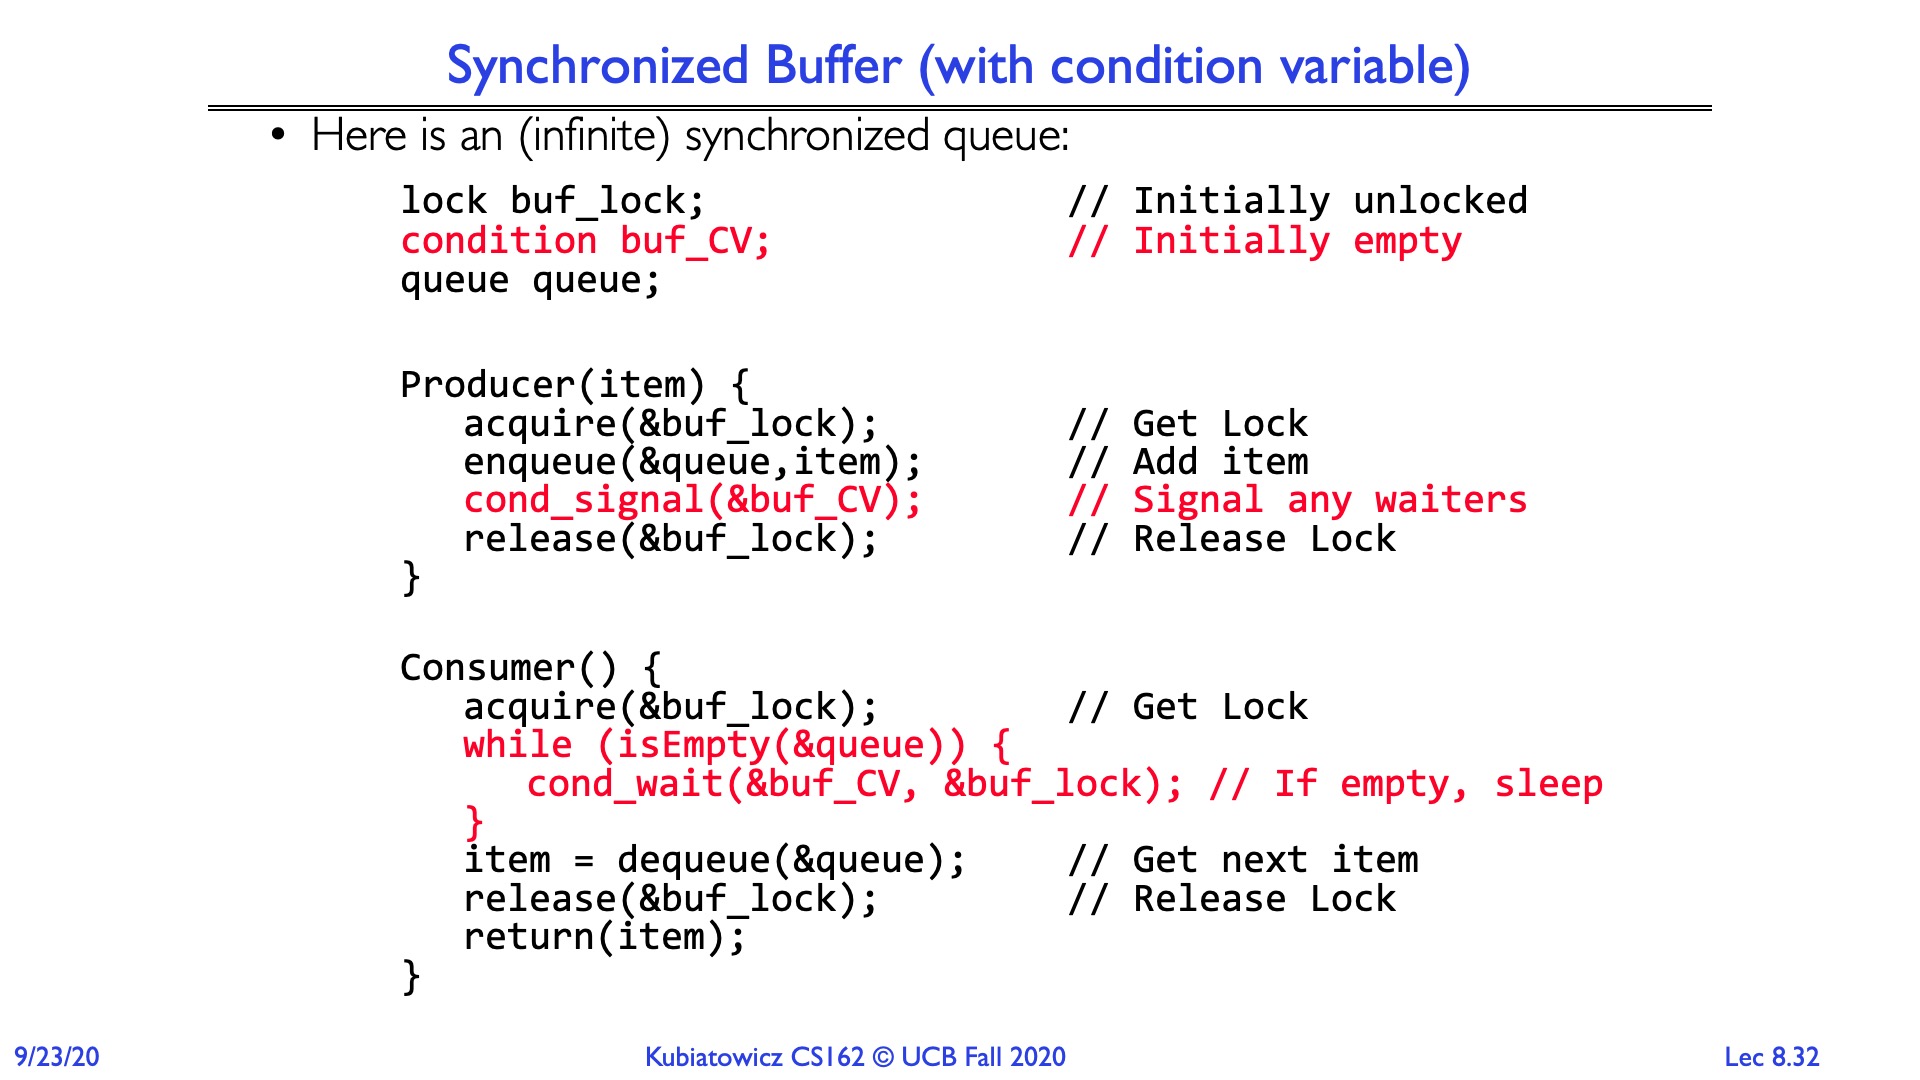 Synchronized Buffer (with condition variable)
• Here is an (infinite) synchronized queue:
lock buf_lock; // Initially unlocked
condition buf_CV; // Initially empty
queue queue;
Producer(item) {
acquire(&buf_lock); // Get Lock
enqueue(&queue,item); // Add item
cond_signal(&buf_CV); // Signal any waiters
release(&buf_lock); // Release Lock
}
Consumer() {
acquire(&buf_lock); // Get Lock
while (isEmpty(&queue)) {
cond_wait(&buf_CV, &buf_lock); // If empty, sleep
}
item = dequeue(&queue); // Get next item
release(&buf_lock); // Release Lock
return(item);
}
9/23/20 Kubiatowicz CS162 © UCB Fall 2020 Lec 8.32